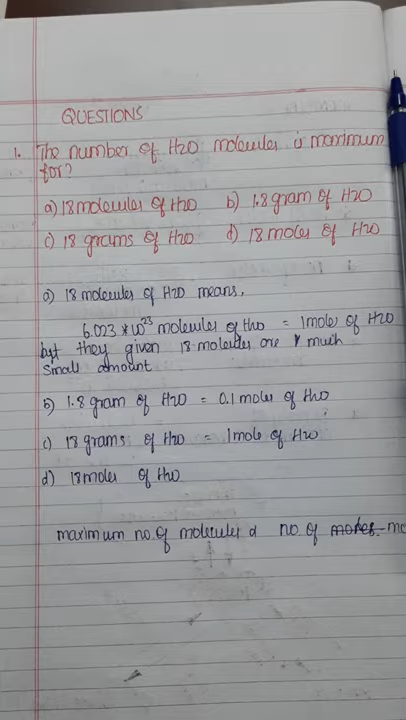 QUESTIONS
1. The number of H2O molecules is maximum
for?
a) 18 molecules of H2O b) 1.8 gram of H2O
c) 18 grams of H2O d) 18 moles of H2O
a) 18 molecules of H2O means,
6.023 * 10^23 molecules of H2O = 1 mole of H2O
but they given 18 molecules are much
small amount
b) 1.8 gram of H2O = 0.1 moles of H2O
c) 18 grams of H2O = 1 mole of H2O
d) 18 moles of H2O
maximum no. of molecules α no. of